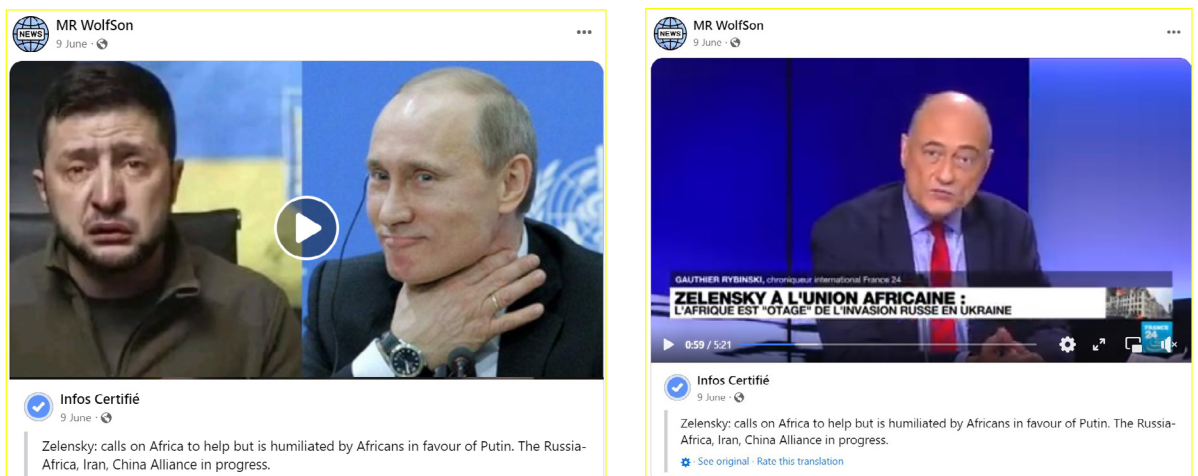 NEWS
MR WolfSon
9 June
Infos Certifié
9 June
Zelensky: calls on Africa to help but is humiliated by Africans in favour of Putin. The Russia-
Africa, Iran, China Alliance in progress.
NEWS
MR WolfSon
9 June
GAUTHIER RYBINSKI, chroniqueur international France 24
ZELENSKY À L'UNION AFRICAINE :
L'AFRIQUE EST "OTAGE" DE L'INVASION RUSSE EN UKRAINE
FRANCE
24
0:59 / 5:21
Infos Certifié
9 June
Zelensky: calls on Africa to help but is humiliated by Africans in favour of Putin. The Russia-
Africa, Iran, China Alliance in progress.
See original · Rate this translation